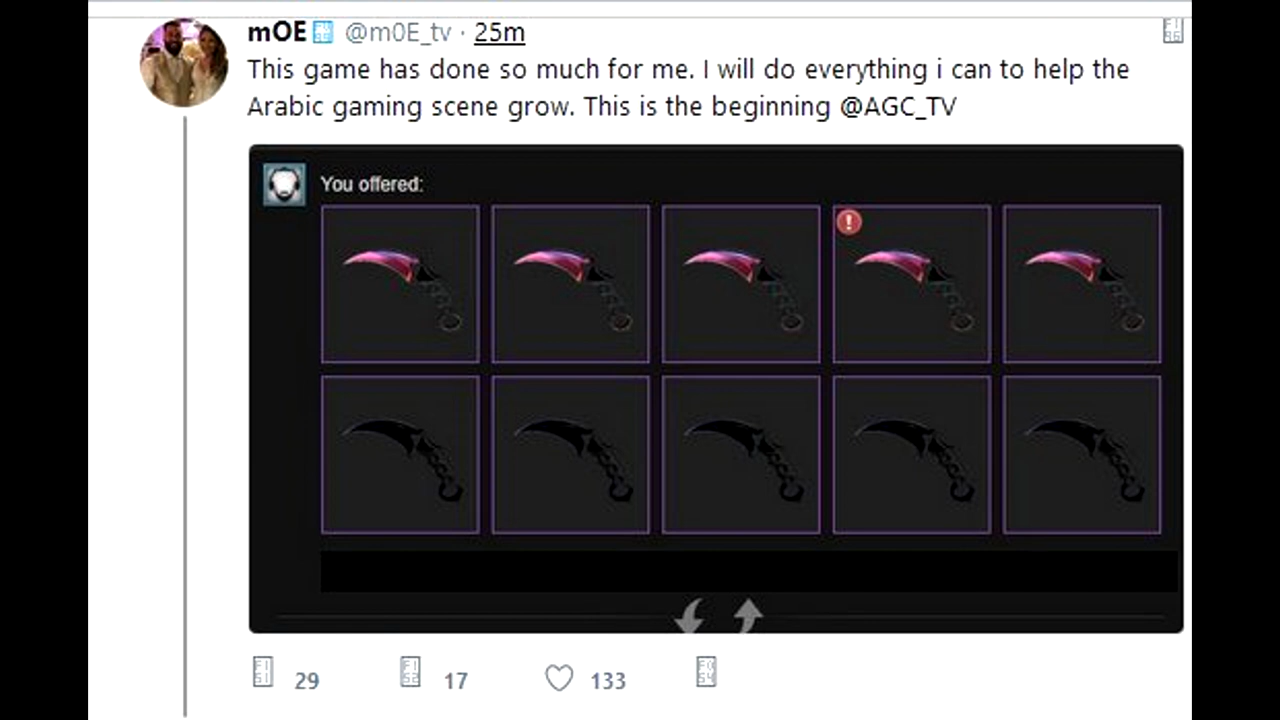 mOE @m0E_tv · 25m
This game has done so much for me. I will do everything i can to help the
Arabic gaming scene grow. This is the beginning @AGC_TV
You offered:
!
29 17 133